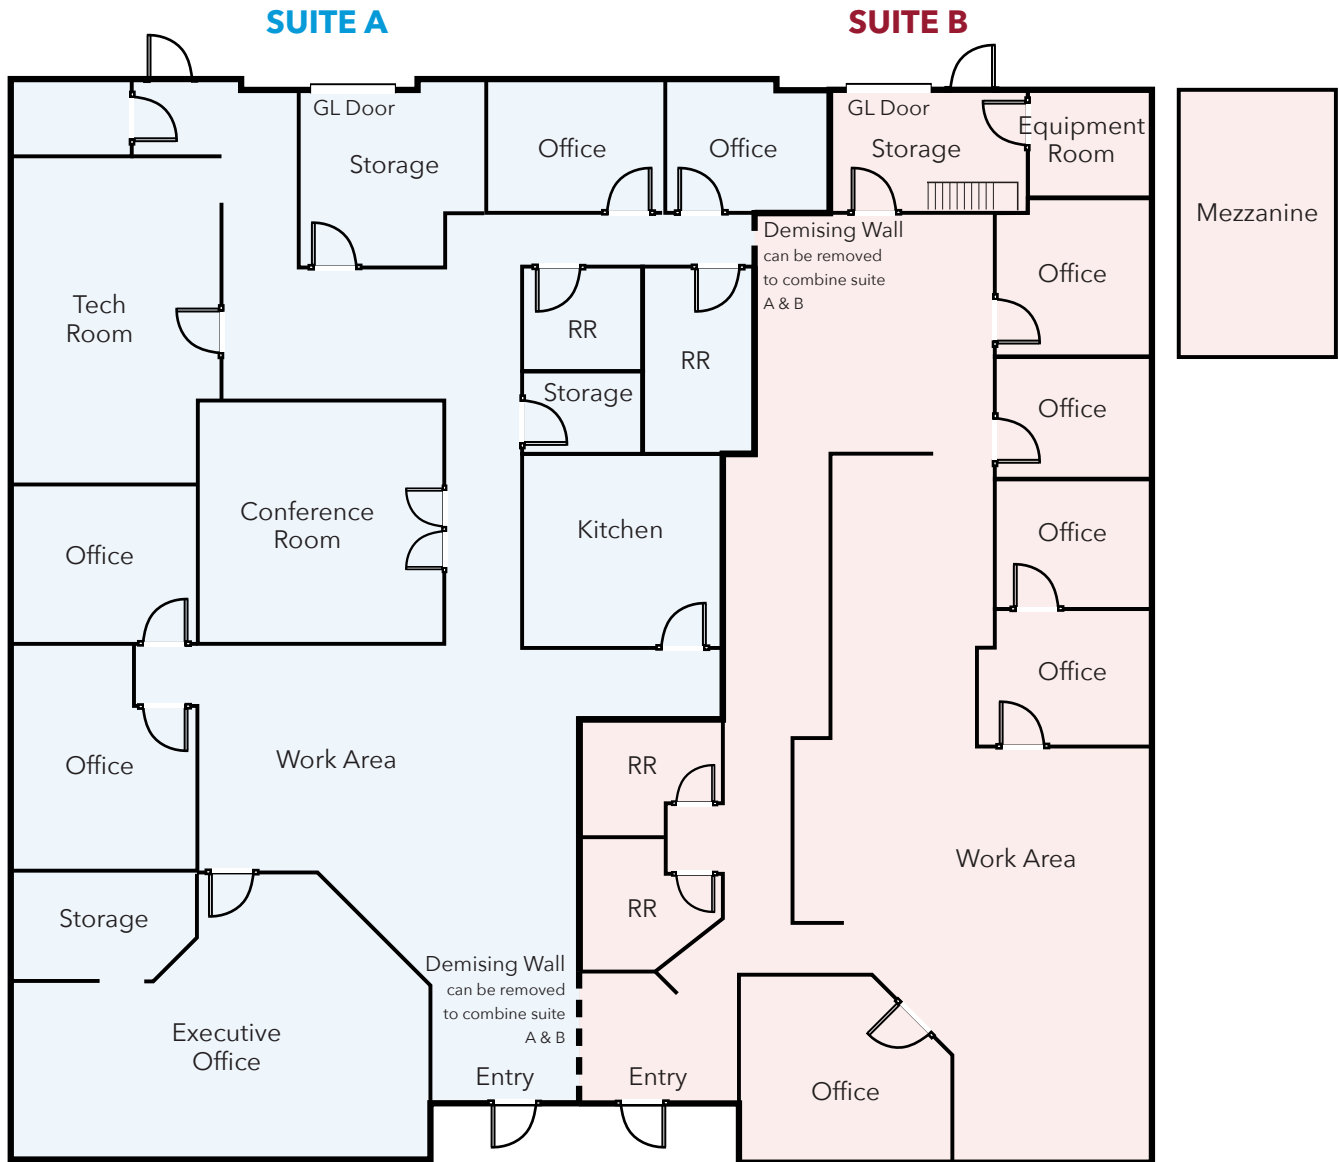 SUITE A
SUITE B
GL Door
Storage
Office
Office
GL Door
Storage
Equipment
Room
Mezzanine
Demising Wall
can be removed
to combine suite
A & B
Office
Tech
Room
RR
RR
Storage
Office
Conference
Room
Kitchen
Office
Office
Office
Office
Work Area
RR
Work Area
Storage
RR
Demising Wall
can be removed
to combine suite
A & B
Executive
Office
Entry
Entry
Office